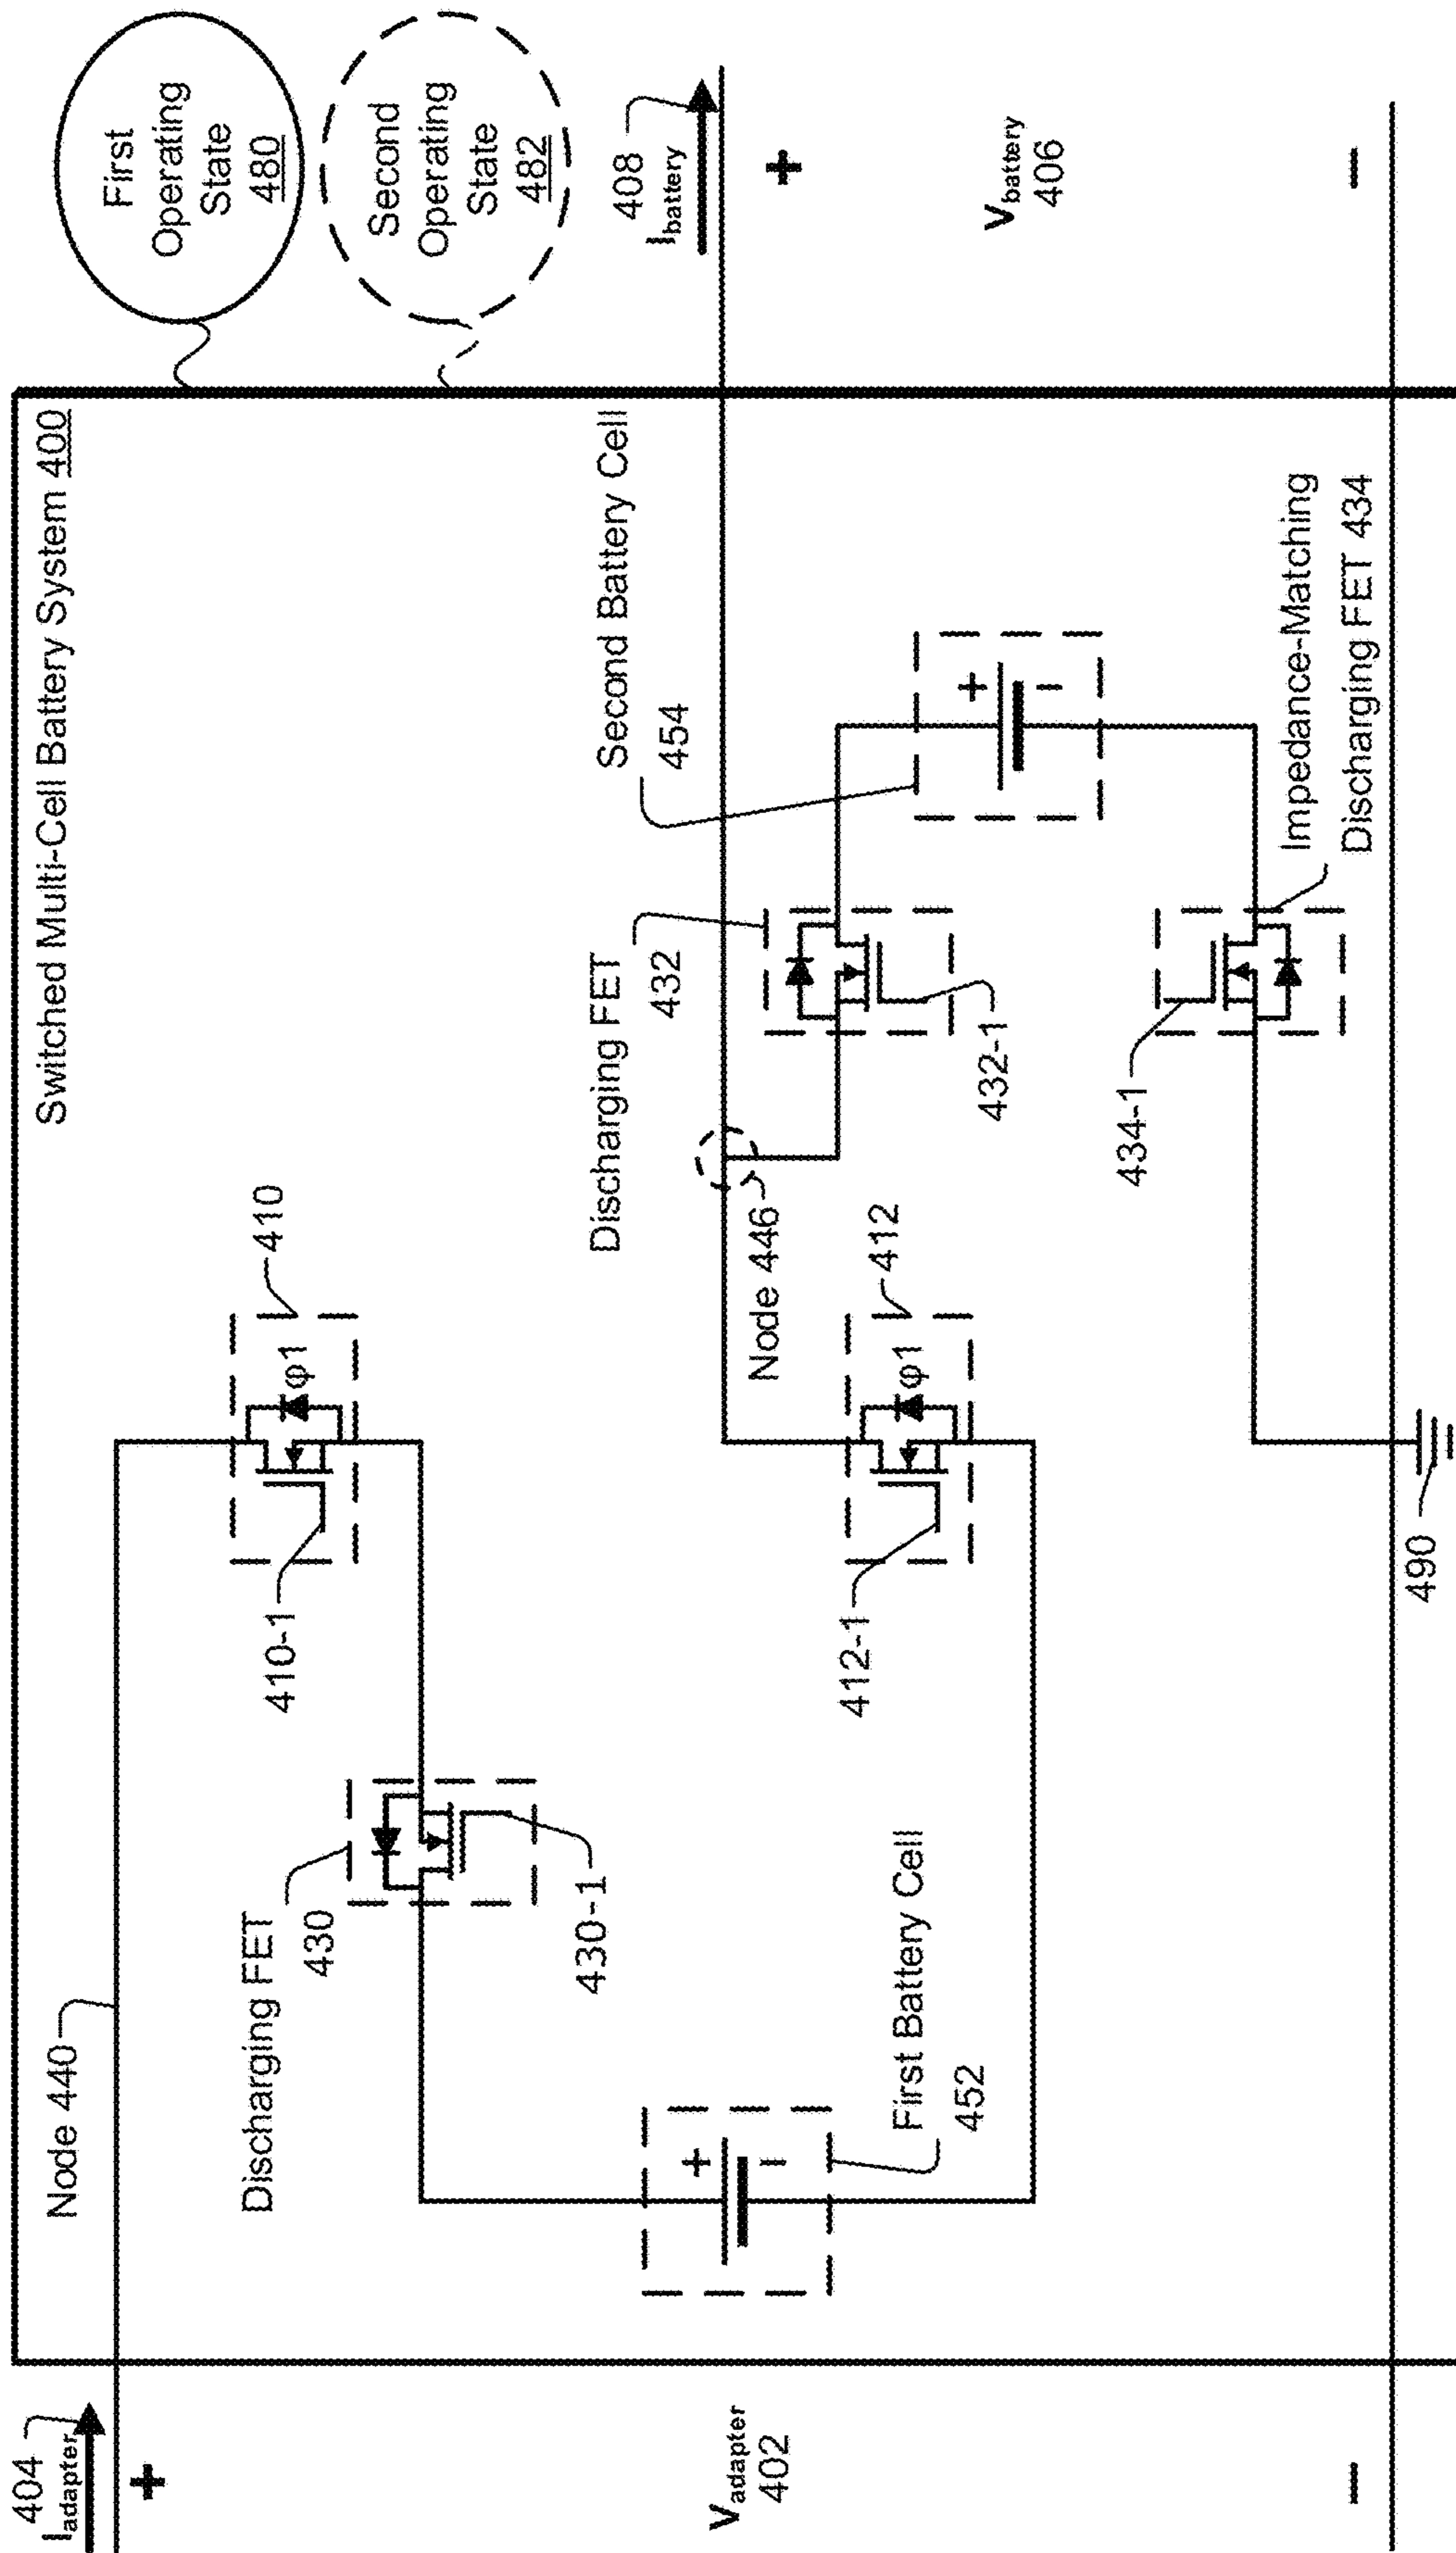 404
Iadapter
+
Vadapter
402
−
Switched Multi-Cell Battery System 400
Node 440
410
φ1
410-1
Discharging FET
430
430-1
+
−
First Battery Cell
452
Node 446
412
φ1
412-1
Discharging FET
432
432-1
Second Battery Cell
454
+
−
434-1
Impedance-Matching
Discharging FET 434
490
First
Operating
State
480
Second
Operating
State
482
408
Ibattery
+
Vbattery
406
−